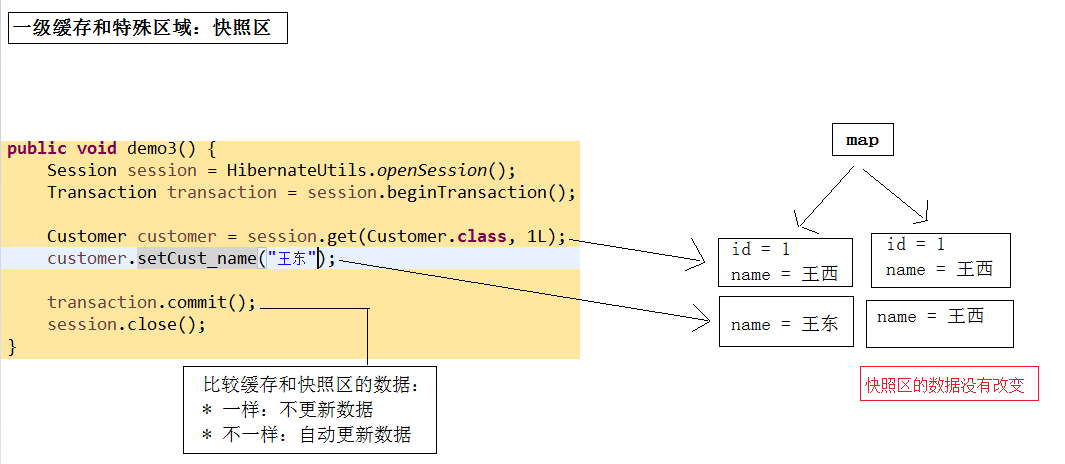 一级缓存和特殊区域：快照区
public void demo3() {
Session session = HibernateUtils.openSession();
Transaction transaction = session.beginTransaction();
Customer customer = session.get(Customer.class, 1L);
customer.setCust_name("王东");
transaction.commit();
session.close();
}
比较缓存和快照区的数据：
* 一样：不更新数据
* 不一样：自动更新数据
map
id = 1
name = 王西
id = 1
name = 王西
name = 王东
name = 王西
快照区的数据没有改变